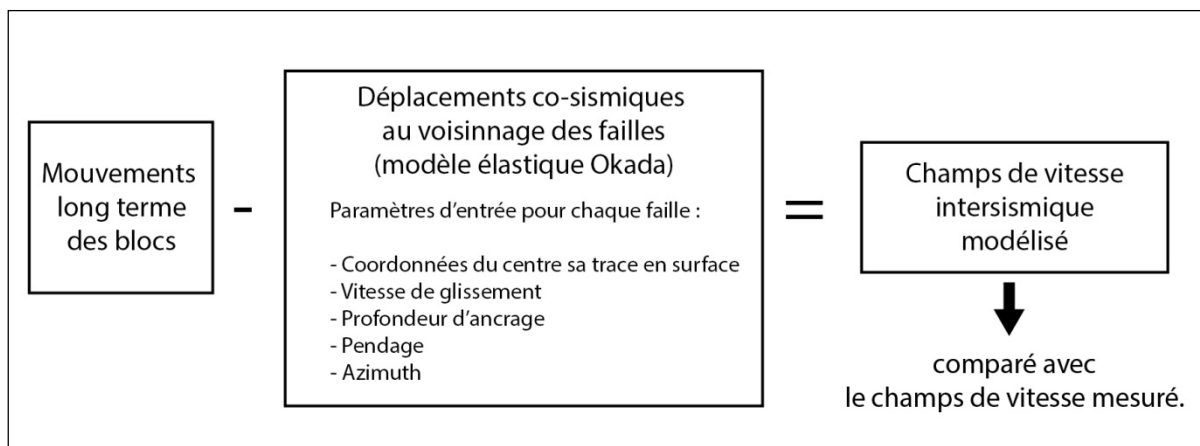 Mouvements
long terme
des blocs
-
Déplacements co-sismiques
au voisinnage des failles
(modèle élastique Okada)
Paramètres d'entrée pour chaque faille :
- Coordonnées du centre sa trace en surface
- Vitesse de glissement
- Profondeur d'ancrage
- Pendage
- Azimuth
=
Champs de vitesse
intersismique
modélisé
comparé avec
le champs de vitesse mesuré.